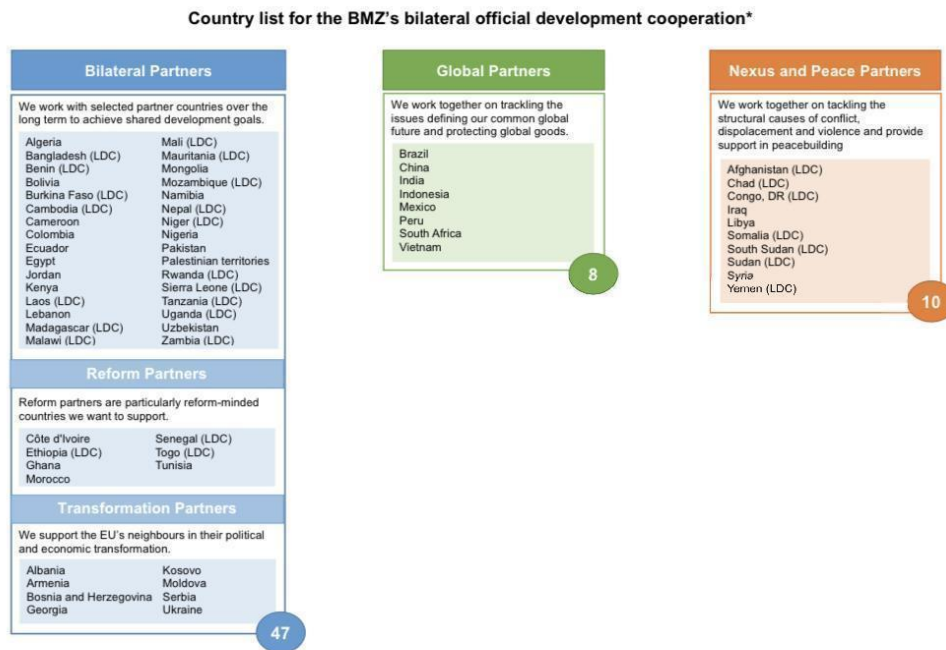 Country list for the BMZ's bilateral official development cooperation*
Bilateral Partners
We work with selected partner countries over the
long term to achieve shared development goals.
Algeria
Bangladesh (LDC)
Benin (LDC)
Bolivia
Burkina Faso (LDC)
Cambodia (LDC)
Cameroon
Colombia
Ecuador
Egypt
Jordan
Kenya
Laos (LDC)
Lebanon
Madagascar (LDC)
Malawi (LDC)
Mali (LDC)
Mauritania (LDC)
Mongolia
Mozambique (LDC)
Namibia
Nepal (LDC)
Niger (LDC)
Nigeria
Pakistan
Palestinian territories
Rwanda (LDC)
Sierra Leone (LDC)
Tanzania (LDC)
Uganda (LDC)
Uzbekistan
Zambia (LDC)
Reform Partners
Reform partners are particularly reform-minded
countries we want to support.
Côte d'Ivoire
Ethiopia (LDC)
Ghana
Morocco
Senegal (LDC)
Togo (LDC)
Tunisia
Transformation Partners
We support the EU's neighbours in their political
and economic transformation.
Albania
Armenia
Bosnia and Herzegovina
Georgia
Kosovo
Moldova
Serbia
Ukraine
47
Global Partners
We work together on trackling the
issues defining our common global
future and protecting global goods.
Brazil
China
India
Indonesia
Mexico
Peru
South Africa
Vietnam
8
Nexus and Peace Partners
We work together on tackling the
structural causes of conflict,
dispolacement and violence and provide
support in peacebuilding
Afghanistan (LDC)
Chad (LDC)
Congo, DR (LDC)
Iraq
Libya
Somalia (LDC)
South Sudan (LDC)
Sudan (LDC)
Syria
Yemen (LDC)
10